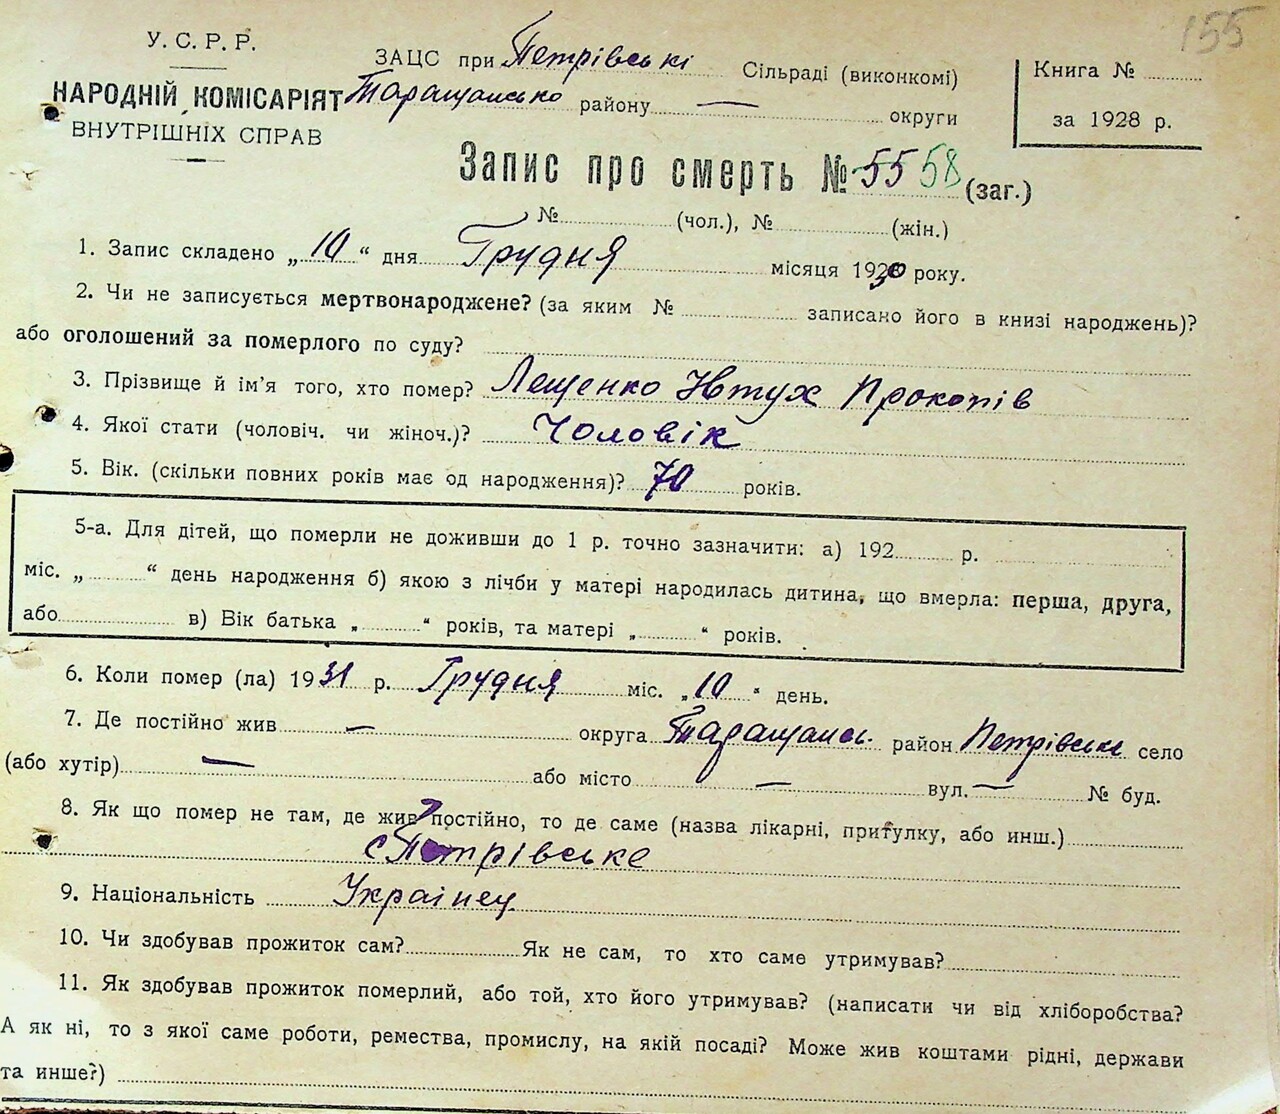 155
У. С. Р. Р.
НАРОДНІЙ КОМІСАРІЯТ
ВНУТРІШНІХ СПРАВ
ЗАЦС при Петрівські Сільраді (виконкомі)
Таращансько району — округи
Книга №
за 1928 р.
Запис про смерть № 55 58 (заг.)
№ (чол.), № (жін.)
1. Запис складено „ 10 “ дня Грудня місяця 1930 року.
2. Чи не записується мертвонароджене? (за яким № записано його в книзі народжень)?
або оголошений за померлого по суду?
3. Прізвище й ім'я того, хто помер? Лещенко Явтух Прокопів
4. Якої стати (чоловіч. чи жіноч.)? Чоловік
5. Вік. (скільки повних років має од народження)? 70 років.
5-а. Для дітей, що померли не доживши до 1 р. точно зазначити: а) 192 р.
міс. „ “ день народження б) якою з лічби у матері народилась дитина, що вмерла: перша, друга,
або в) Вік батька „ “ років, та матері „ “ років.
6. Коли помер (ла) 1931 р. Грудня міс. „ 10 “ день.
7. Де постійно жив — округа Таращансь. район Петрівське село
(або хутір) — або місто — вул. — № буд.
8. Як що помер не там, де жив постійно, то де саме (назва лікарні, притулку, або инш.)
с Петрівське
9. Національність Украінец
10. Чи здобував прожиток сам? Як не сам, то хто саме утримував?
11. Як здобував прожиток померлий, або той, хто його утримував? (написати чи від хліборобства?
А як ні, то з якої саме роботи, ремества, промислу, на якій посаді? Може жив коштами рідні, держави
та инше?)